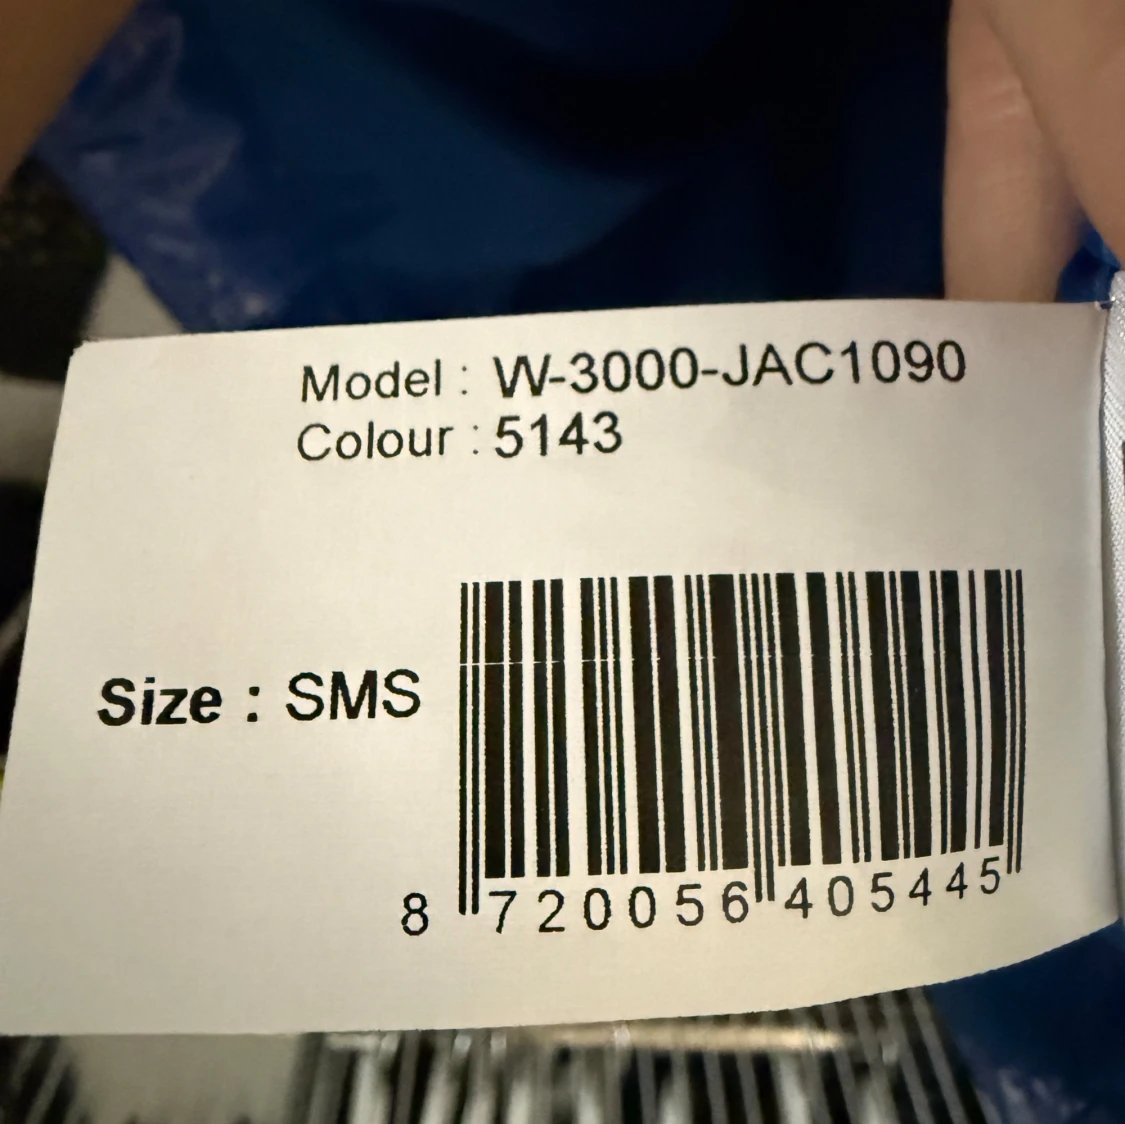 Model : W-3000-JAC1090
Colour : 5143
Size : SMS
8 720056 405445